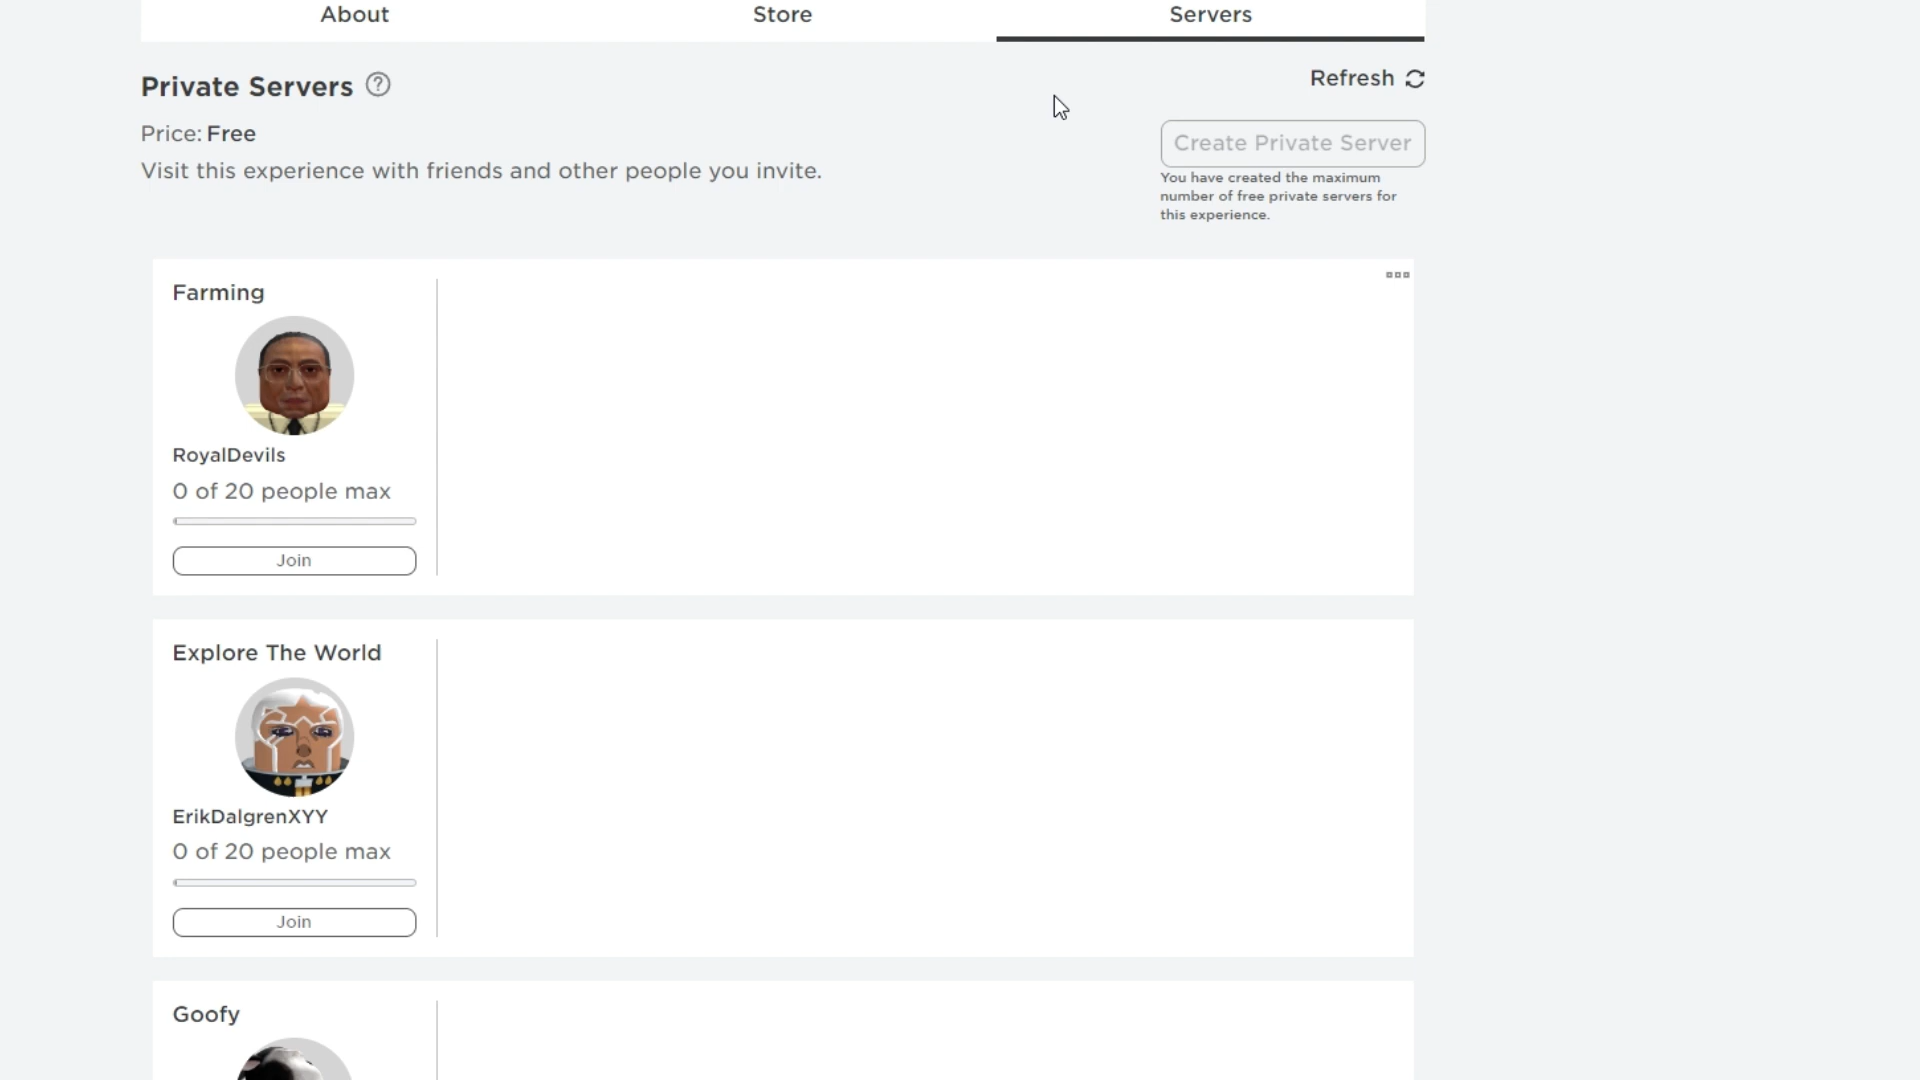 About
Store
Servers
Private Servers
Refresh
Price: Free
Create Private Server
Visit this experience with friends and other people you invite.
You have created the maximum
number of free private servers for
this experience.
Farming
RoyalDevils
0 of 20 people max
Join
Explore The World
ErikDalgrenXYY
0 of 20 people max
Join
Goofy